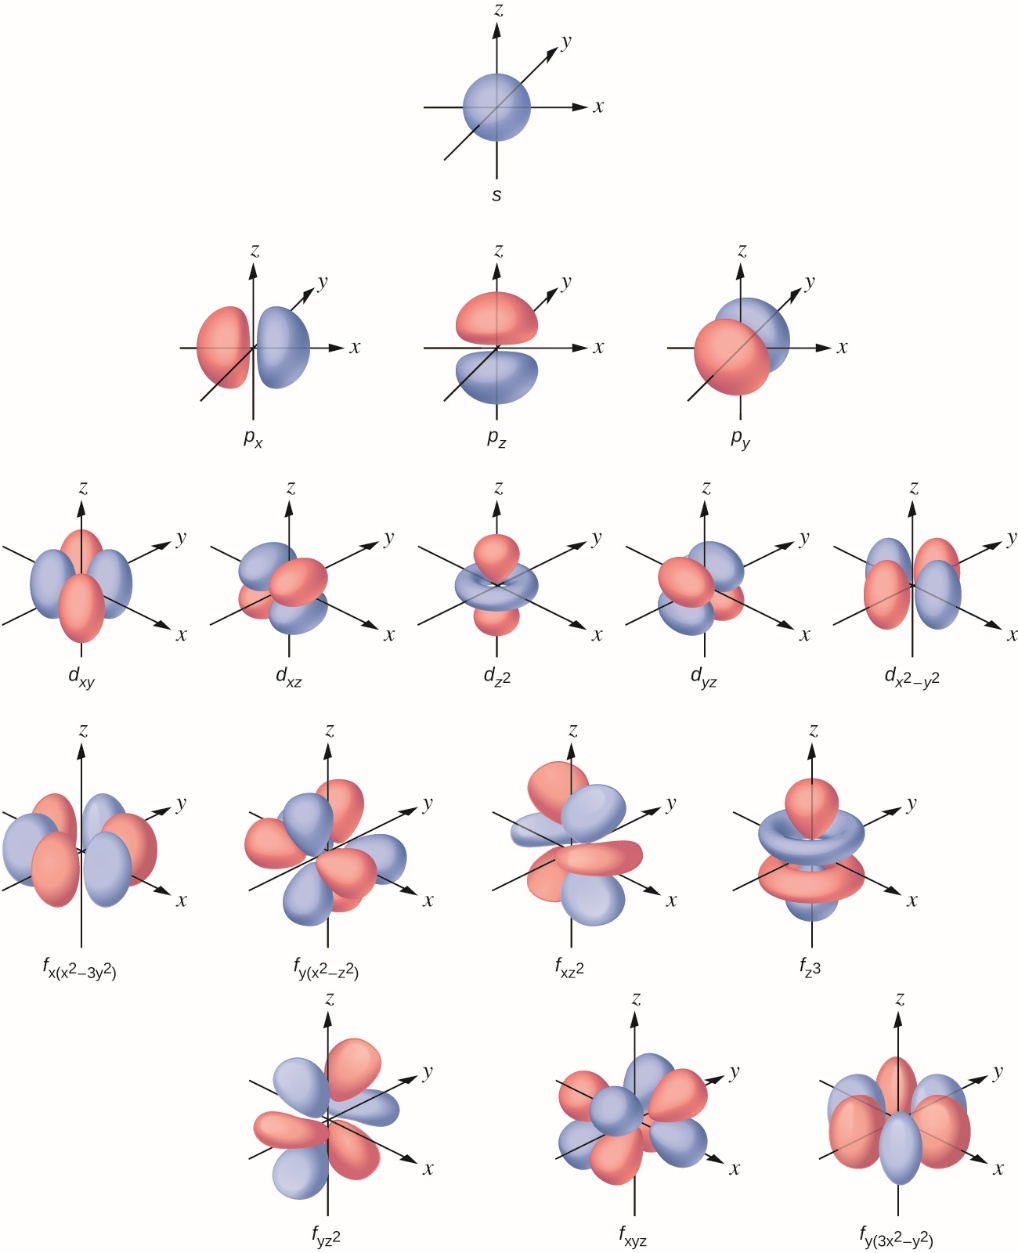 z
y
x
s
z z z
y y y
x x x
pₓ p_z p_y
z z z z z
y y y y y
x x x x x
d_xy d_xz d_z² d_yz d_x²–y²
z z z z
y y y y
x x x x
f_x(x²–3y²) f_y(x²–z²) f_xz² f_z³
z z z
y y y
x x x
f_yz² f_xyz f_y(3x²–y²)